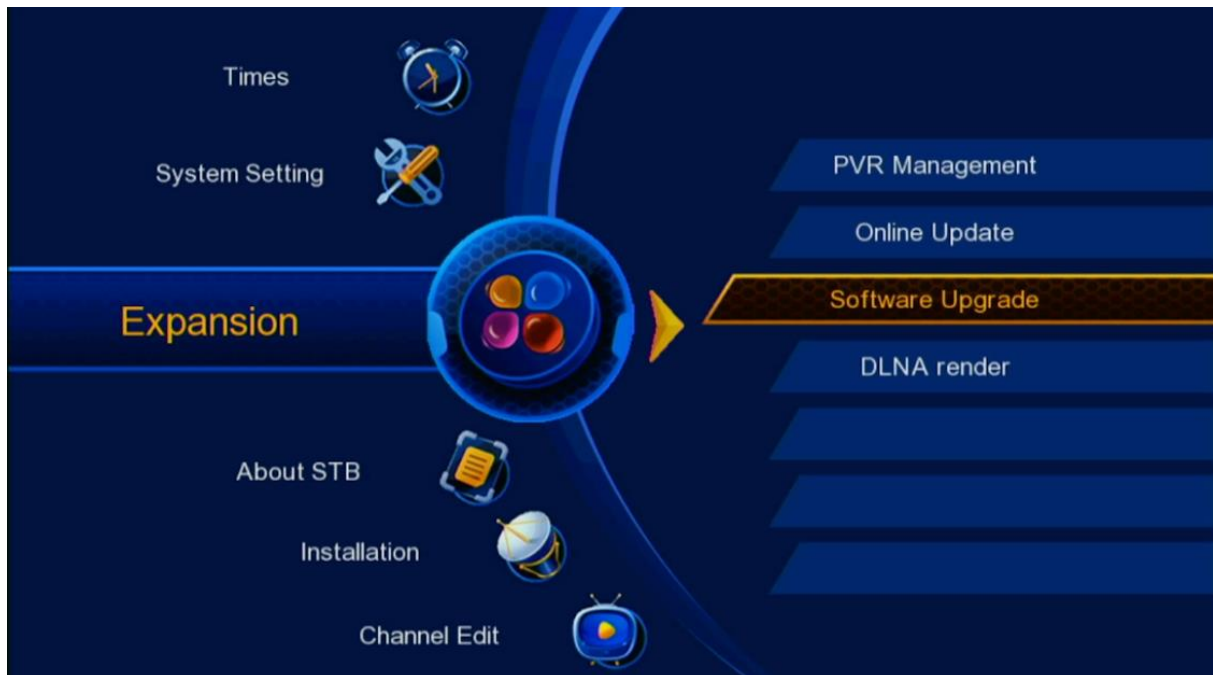 Times
System Setting
Expansion
About STB
Installation
Channel Edit
PVR Management
Online Update
Software Upgrade
DLNA render